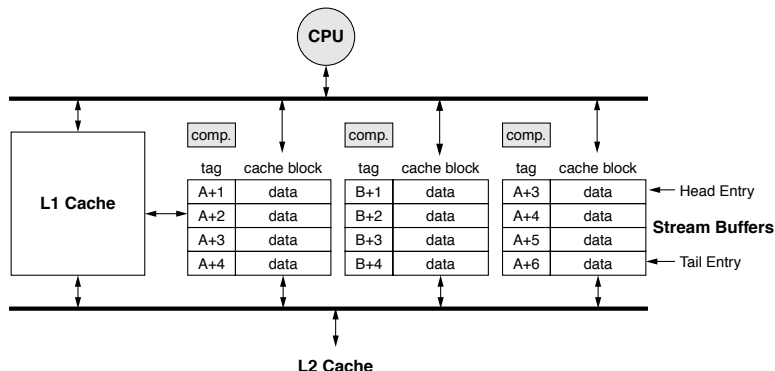 CPU
comp. comp. comp.
tag cache block tag cache block tag cache block
L1 Cache
A+1 data B+1 data A+3 data Head Entry
A+2 data B+2 data A+4 data
Stream Buffers
A+3 data B+3 data A+5 data
A+4 data B+4 data A+6 data Tail Entry
L2 Cache